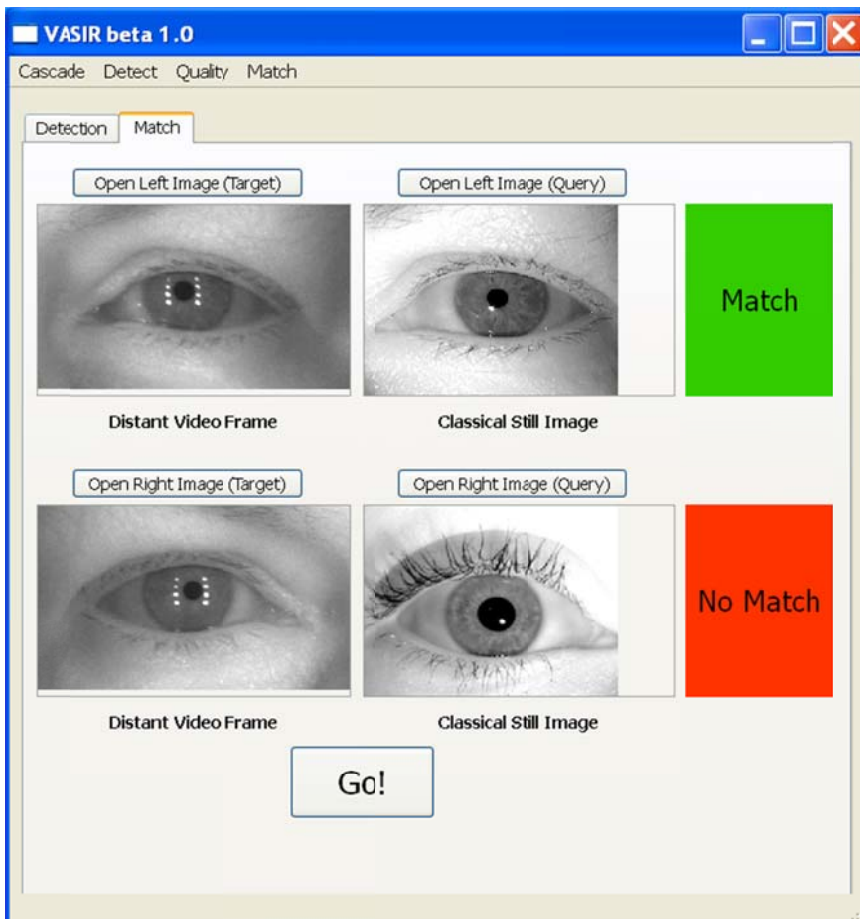 VASIR beta 1.0
Cascade Detect Quality Match
Detection Match
Open Left Image (Target) Open Left Image (Query)
Match
Distant Video Frame Classical Still Image
Open Right Image (Target) Open Right Image (Query)
No Match
Distant Video Frame Classical Still Image
Go!